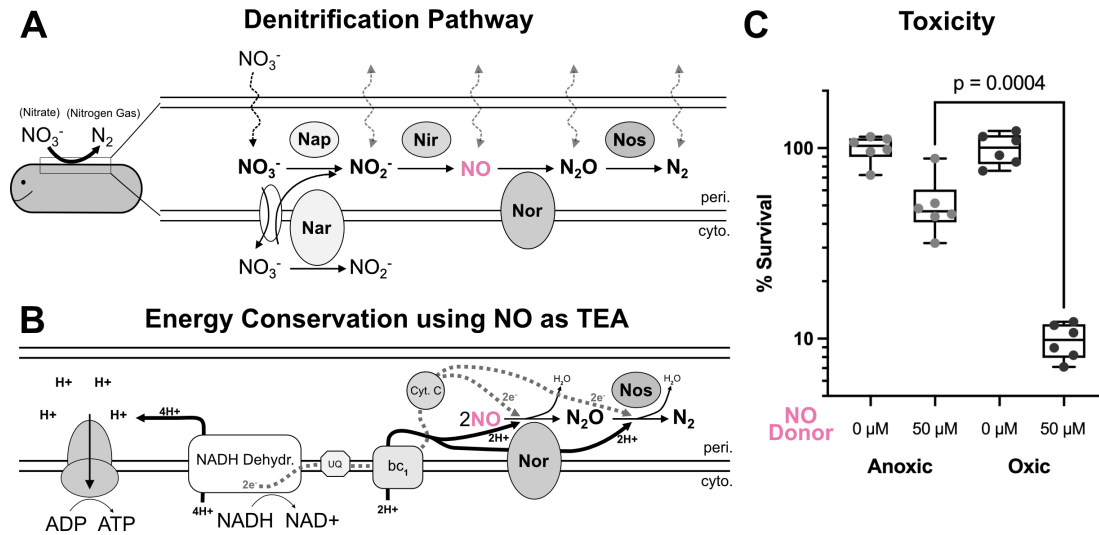 A
Denitrification Pathway
NO₃⁻
(Nitrate) (Nitrogen Gas)
NO₃⁻ N₂
Nap Nir Nos
NO₃⁻ NO₂⁻ NO N₂O N₂
peri.
Nar Nor
cyto.
NO₃⁻ NO₂⁻
B
Energy Conservation using NO as TEA
H+ H+
H+ H+
4H+
Cyt. C
H₂O H₂O
Nos
2e⁻ 2e⁻
2NO N₂O N₂
2H+ 2H+
peri.
NADH Dehydr. UQ bc₁ Nor
cyto.
2e⁻
4H+ 2H+
ADP ATP NADH NAD+
C
Toxicity
p = 0.0004
% Survival
100
10
NO
Donor
0 µM 50 µM 0 µM 50 µM
Anoxic Oxic